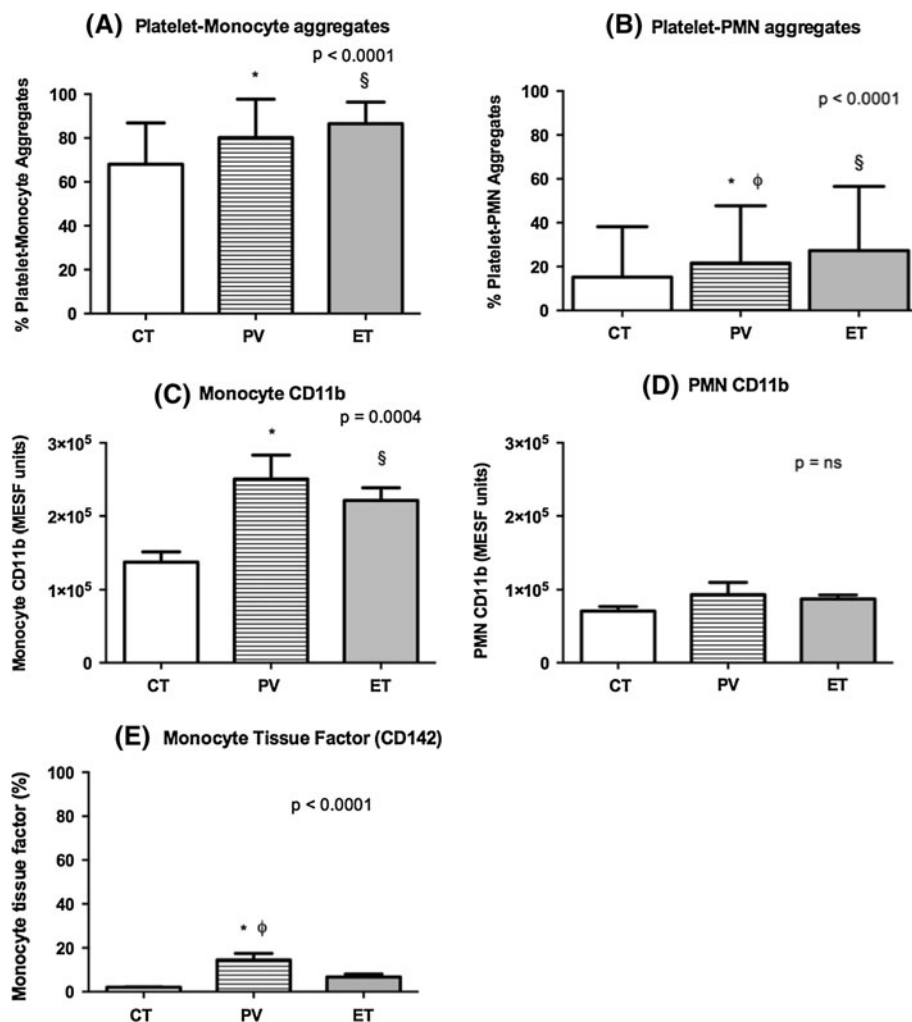 (A) Platelet-Monocyte aggregates
p < 0.0001
* §
% Platelet-Monocyte Aggregates
100
80
60
40
20
0
CT PV ET
(B) Platelet-PMN aggregates
p < 0.0001
* ϕ §
% Platelet-PMN Aggregates
100
80
60
40
20
0
CT PV ET
(C) Monocyte CD11b
p = 0.0004
* §
Monocyte CD11b (MESF units)
3×10⁵
2×10⁵
1×10⁵
0
CT PV ET
(D) PMN CD11b
p = ns
PMN CD11b (MESF units)
3×10⁵
2×10⁵
1×10⁵
0
CT PV ET
(E) Monocyte Tissue Factor (CD142)
p < 0.0001
* ϕ
Monocyte tissue factor (%)
100
80
60
40
20
0
CT PV ET